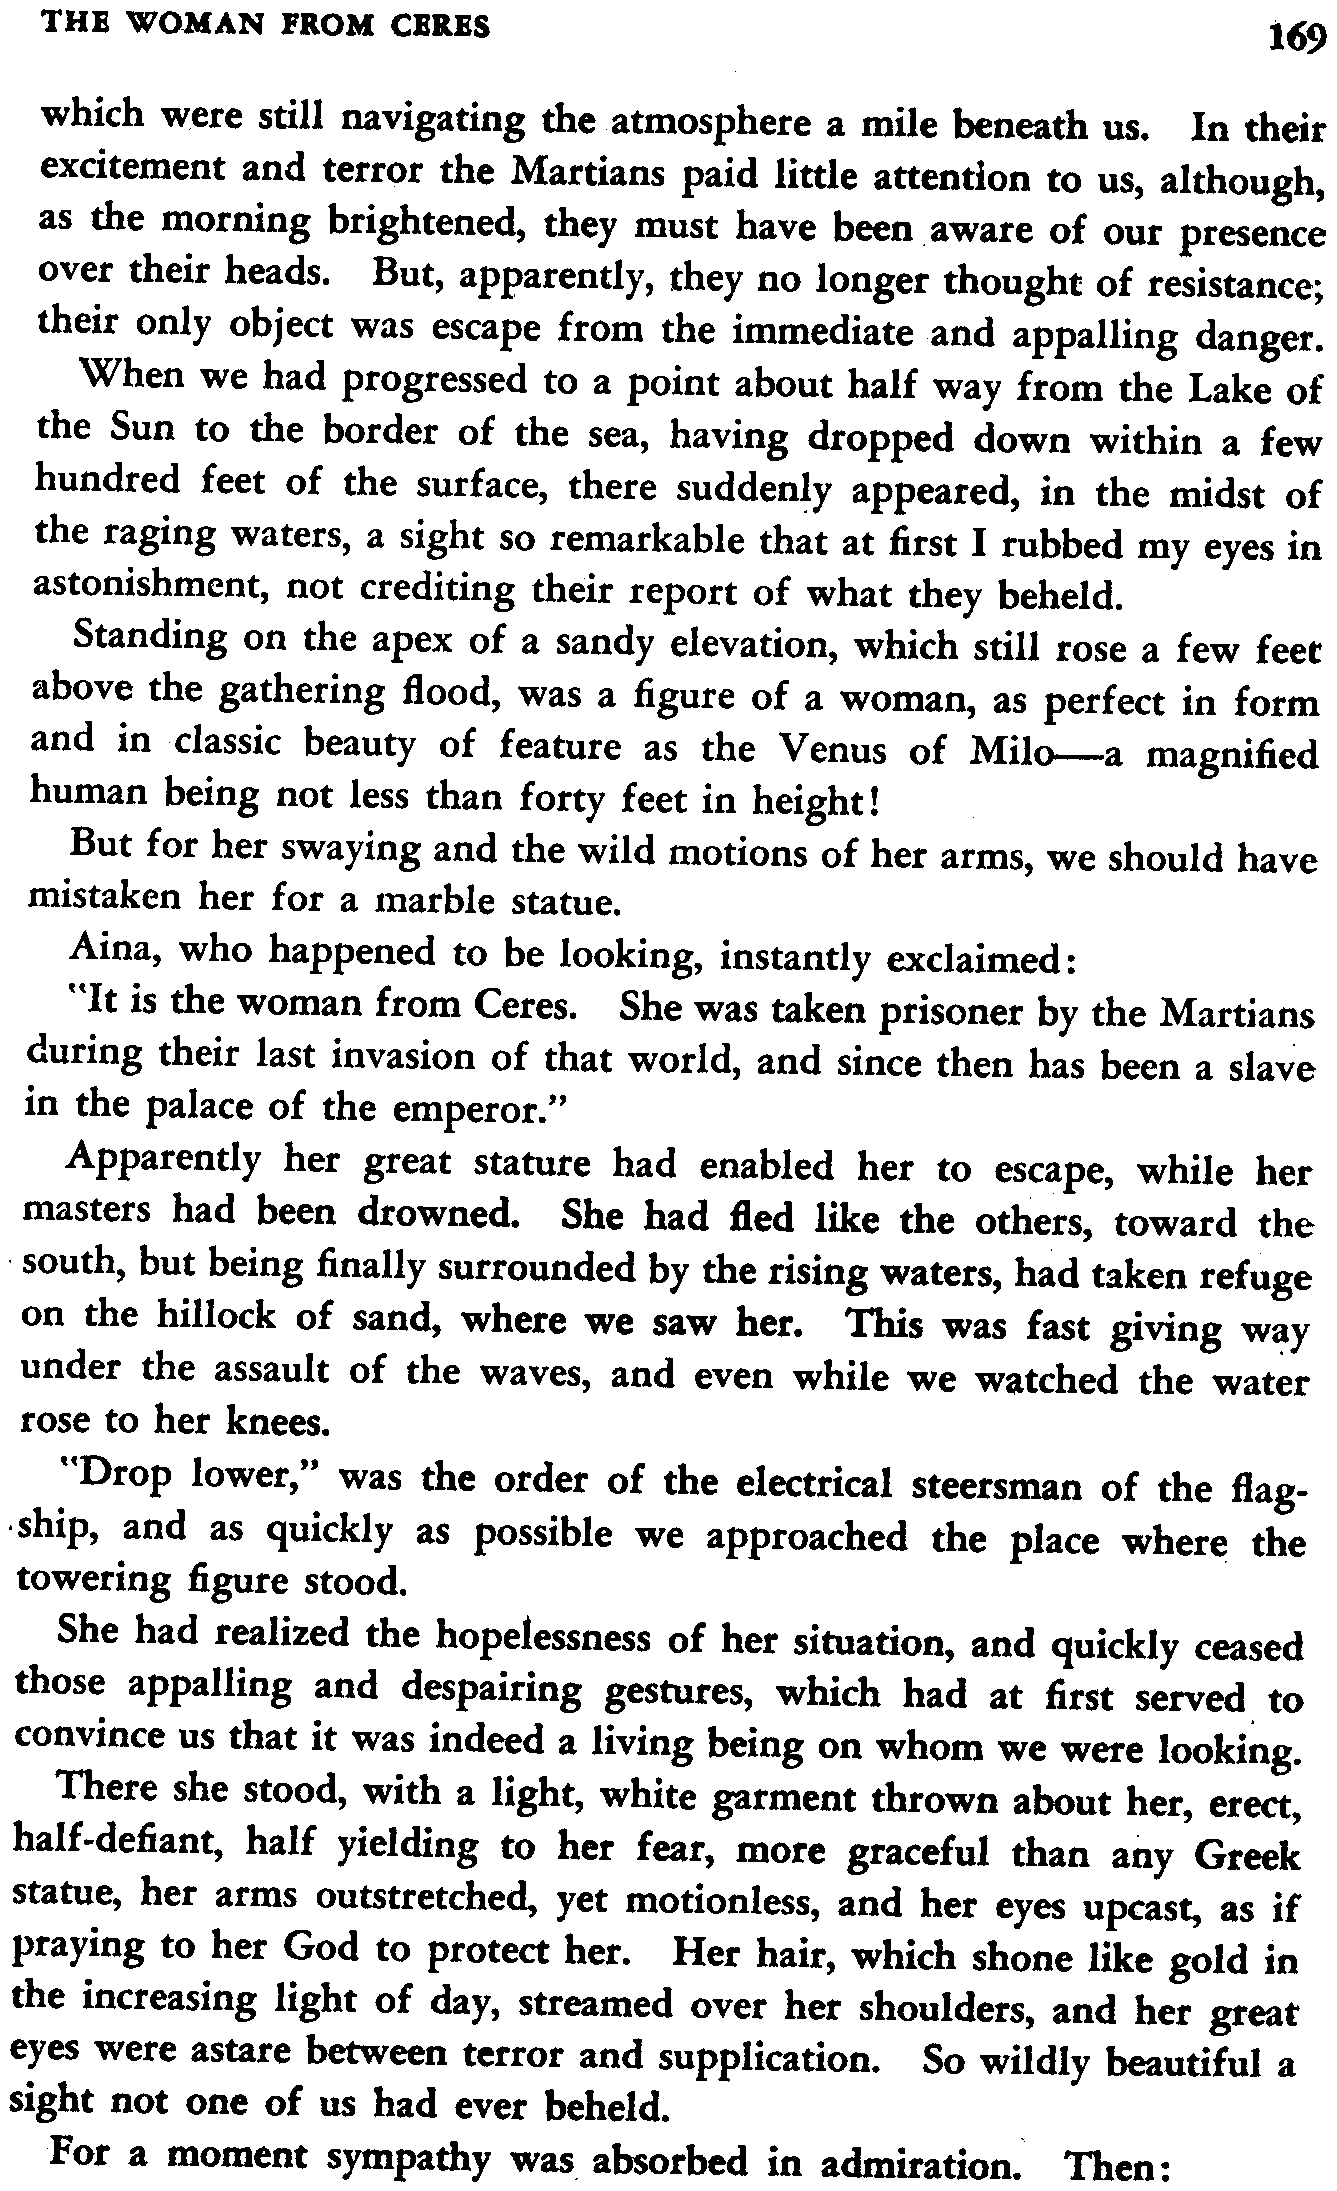 THE WOMAN FROM CERES 169
which were still navigating the atmosphere a mile beneath us. In their
excitement and terror the Martians paid little attention to us, although,
as the morning brightened, they must have been aware of our presence
over their heads. But, apparently, they no longer thought of resistance;
their only object was escape from the immediate and appalling danger.
When we had progressed to a point about half way from the Lake of
the Sun to the border of the sea, having dropped down within a few
hundred feet of the surface, there suddenly appeared, in the midst of
the raging waters, a sight so remarkable that at first I rubbed my eyes in
astonishment, not crediting their report of what they beheld.
Standing on the apex of a sandy elevation, which still rose a few feet
above the gathering flood, was a figure of a woman, as perfect in form
and in classic beauty of feature as the Venus of Milo—a magnified
human being not less than forty feet in height!
But for her swaying and the wild motions of her arms, we should have
mistaken her for a marble statue.
Aina, who happened to be looking, instantly exclaimed:
"It is the woman from Ceres. She was taken prisoner by the Martians
during their last invasion of that world, and since then has been a slave
in the palace of the emperor."
Apparently her great stature had enabled her to escape, while her
masters had been drowned. She had fled like the others, toward the
south, but being finally surrounded by the rising waters, had taken refuge
on the hillock of sand, where we saw her. This was fast giving way
under the assault of the waves, and even while we watched the water
rose to her knees.
"Drop lower," was the order of the electrical steersman of the flag-
ship, and as quickly as possible we approached the place where the
towering figure stood.
She had realized the hopelessness of her situation, and quickly ceased
those appalling and despairing gestures, which had at first served to
convince us that it was indeed a living being on whom we were looking.
There she stood, with a light, white garment thrown about her, erect,
half-defiant, half yielding to her fear, more graceful than any Greek
statue, her arms outstretched, yet motionless, and her eyes upcast, as if
praying to her God to protect her. Her hair, which shone like gold in
the increasing light of day, streamed over her shoulders, and her great
eyes were astare between terror and supplication. So wildly beautiful a
sight not one of us had ever beheld.
For a moment sympathy was absorbed in admiration. Then: